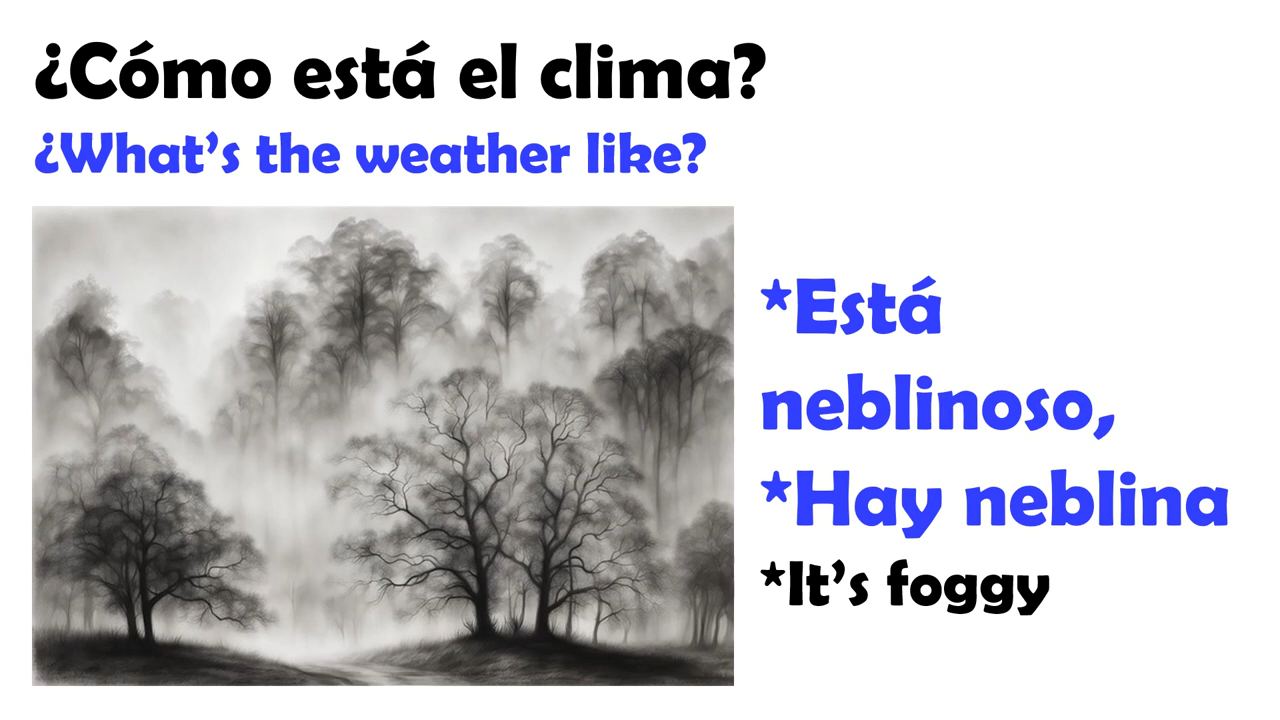 ¿Cómo está el clima?
¿What’s the weather like?
*Está
neblinoso,
*Hay neblina
*It’s foggy